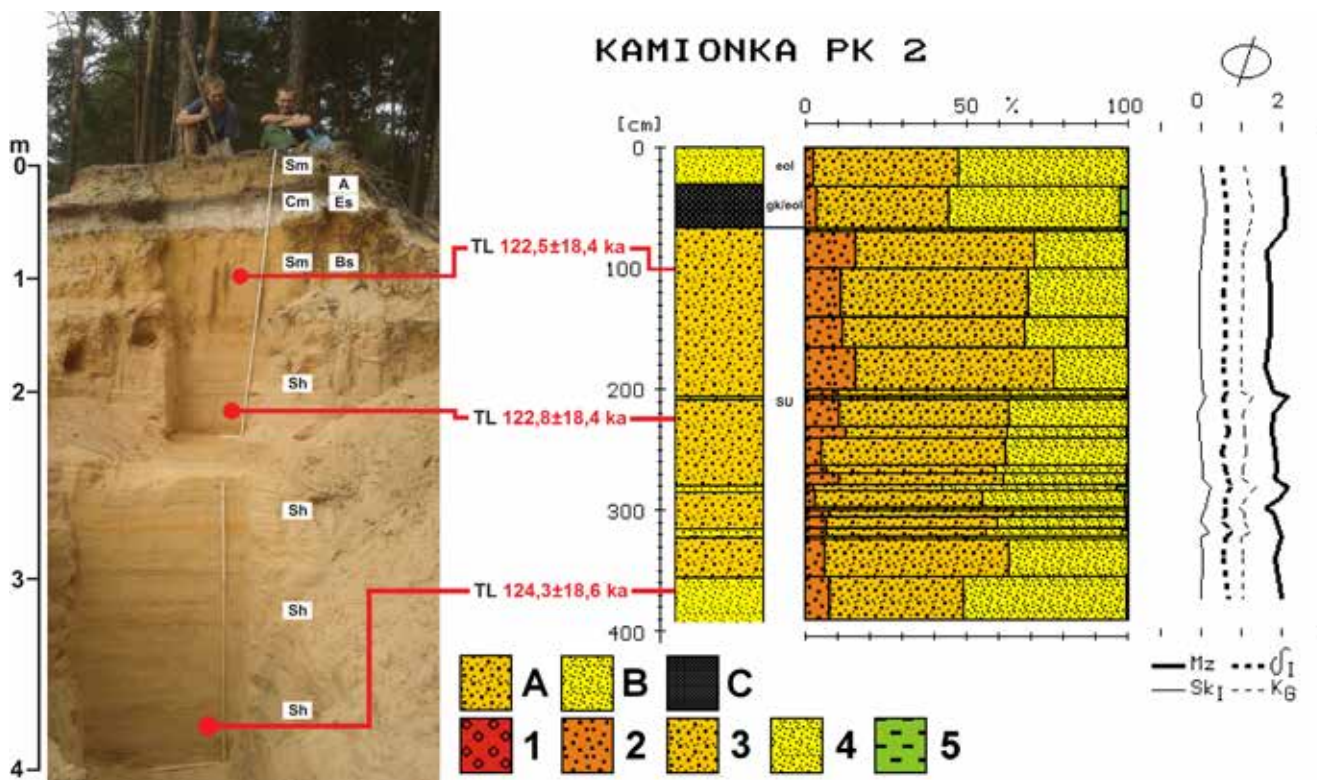 KAMIONKA PK 2
m
0
1
2
3
4
Sm
A
Cm
Es
Sm
Bs
Sh
Sh
Sh
Sh
TL 122,5±18,4 ka
TL 122,8±18,4 ka
TL 124,3±18,6 ka
[cm]
0
100
200
300
400
eol
gk/eol
SU
0 50 % 100
0 2
A B C
1 2 3 4 5
Mz δI
SkI KG